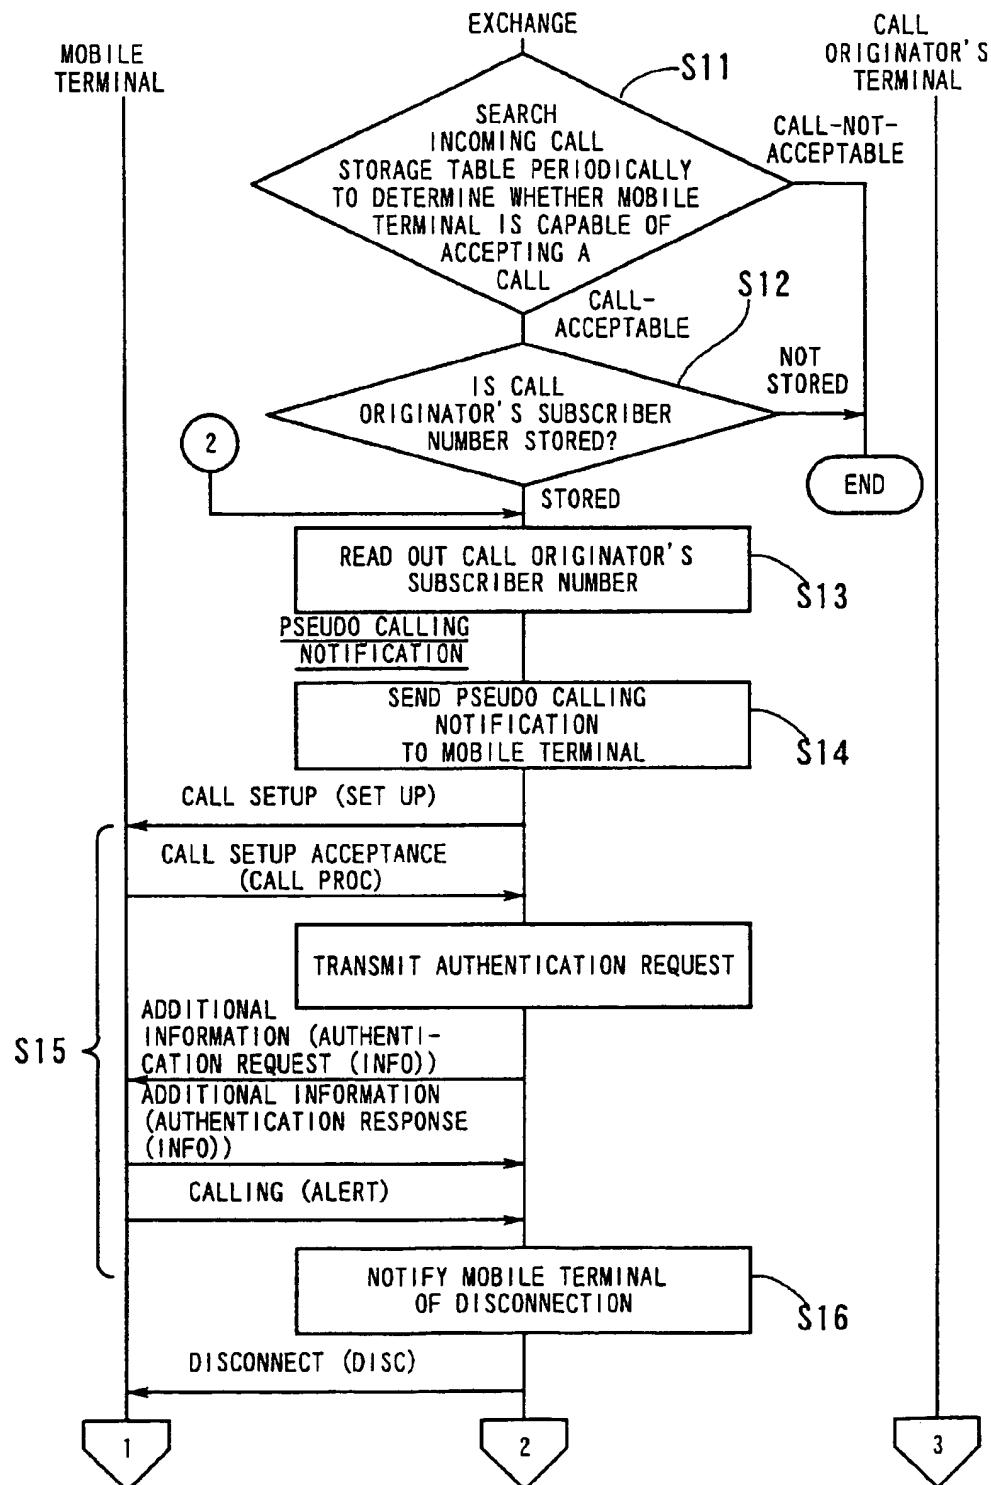 MOBILE
TERMINAL
EXCHANGE
CALL
ORIGINATOR'S
TERMINAL
S11
SEARCH
INCOMING CALL
STORAGE TABLE PERIODICALLY
TO DETERMINE WHETHER MOBILE
TERMINAL IS CAPABLE OF
ACCEPTING A
CALL
CALL-NOT-
ACCEPTABLE
CALL-
ACCEPTABLE
S12
IS CALL
ORIGINATOR'S SUBSCRIBER
NUMBER STORED?
NOT
STORED
2
END
STORED
READ OUT CALL ORIGINATOR'S
SUBSCRIBER NUMBER
S13
PSEUDO CALLING
NOTIFICATION
SEND PSEUDO CALLING
NOTIFICATION
TO MOBILE TERMINAL
S14
CALL SETUP (SET UP)
CALL SETUP ACCEPTANCE
(CALL PROC)
TRANSMIT AUTHENTICATION REQUEST
S15
ADDITIONAL
INFORMATION (AUTHENTI-
CATION REQUEST (INFO))
ADDITIONAL INFORMATION
(AUTHENTICATION RESPONSE
(INFO))
CALLING (ALERT)
NOTIFY MOBILE TERMINAL
OF DISCONNECTION
S16
DISCONNECT (DISC)
1
2
3